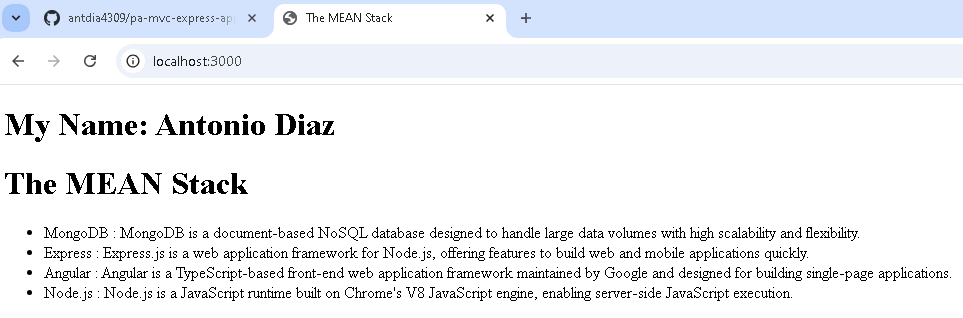 antdia4309/pa-mvc-express-ap
The MEAN Stack
localhost:3000
My Name: Antonio Diaz
The MEAN Stack
MongoDB : MongoDB is a document-based NoSQL database designed to handle large data volumes with high scalability and flexibility.
Express : Express.js is a web application framework for Node.js, offering features to build web and mobile applications quickly.
Angular : Angular is a TypeScript-based front-end web application framework maintained by Google and designed for building single-page applications.
Node.js : Node.js is a JavaScript runtime built on Chrome's V8 JavaScript engine, enabling server-side JavaScript execution.